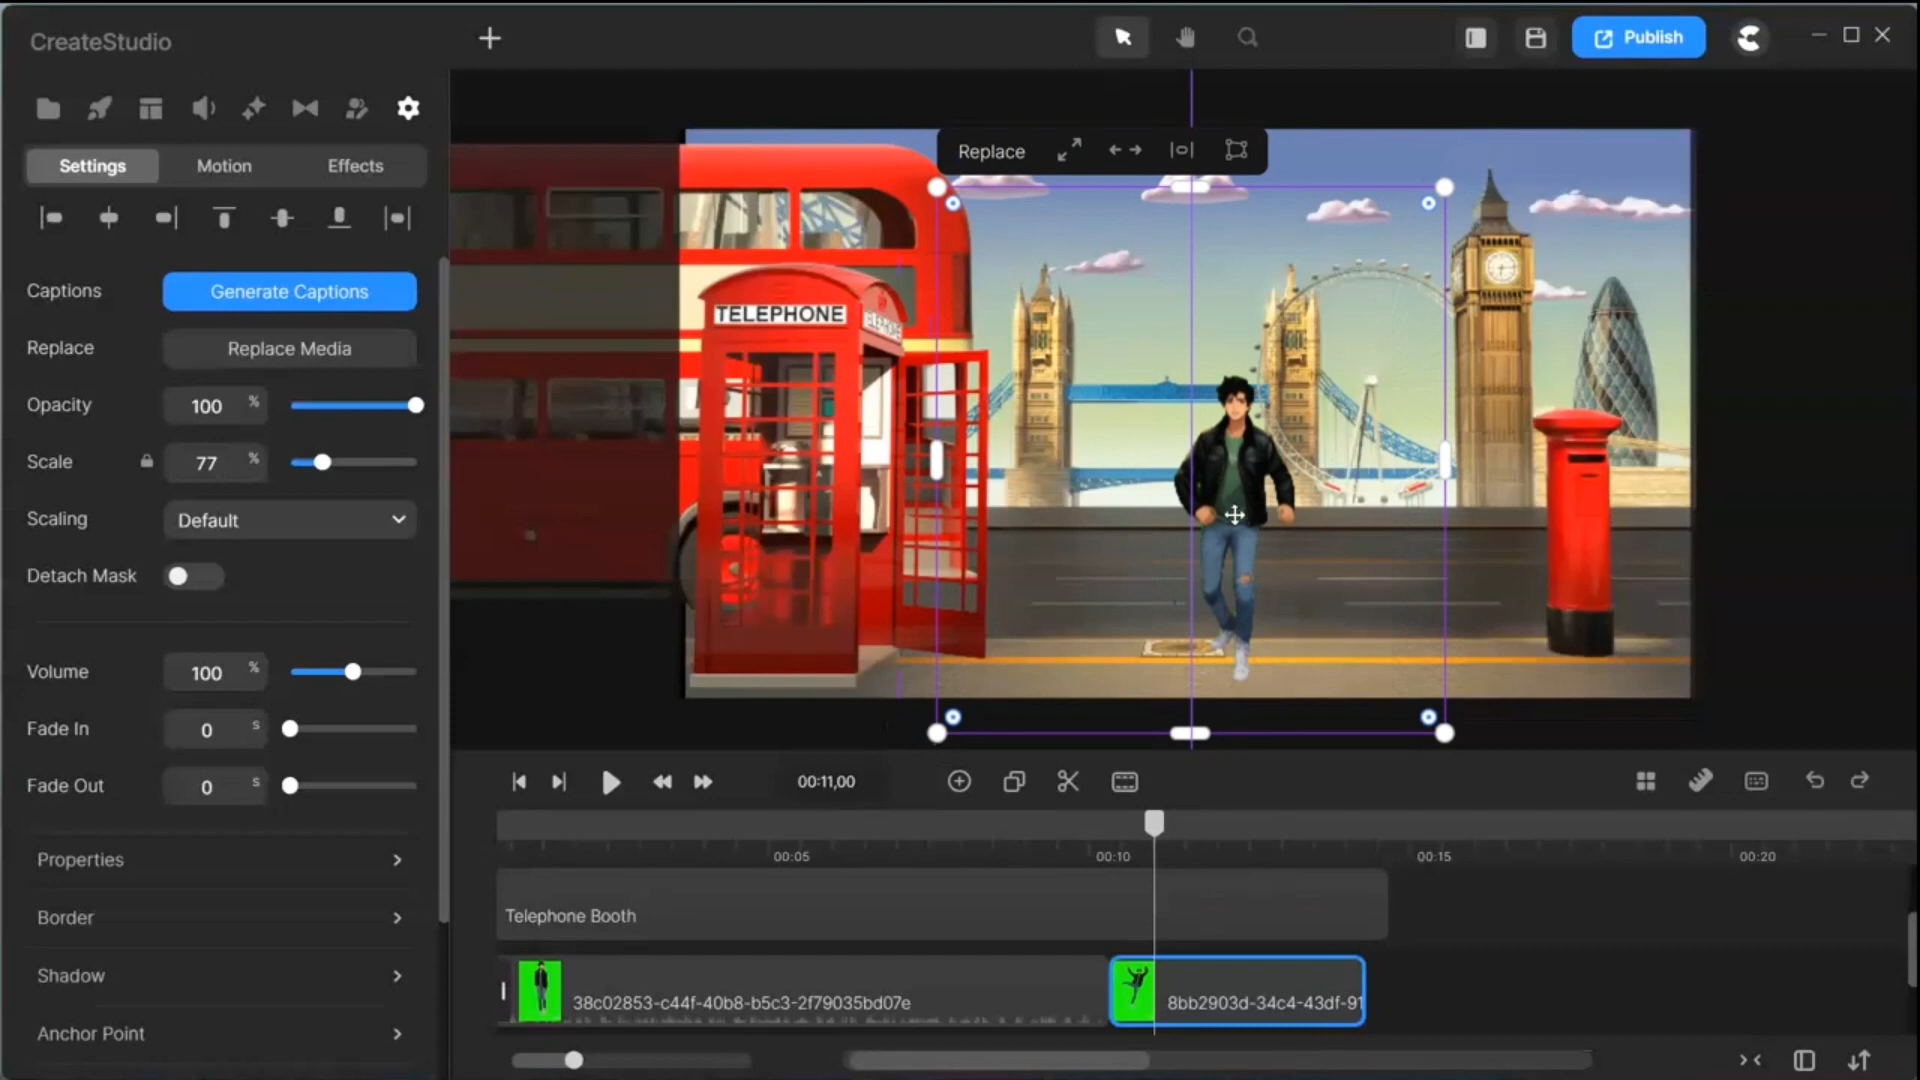 CreateStudio
Publish
Settings
Motion
Effects
Replace
Captions
Generate Captions
TELEPHONE
TELEPHONE
Replace
Replace Media
Opacity
100 %
Scale
77 %
Scaling
Default
Detach Mask
Volume
100 %
Fade In
0 s
Fade Out
0 s
00:11,00
Properties
00:05
00:10
00:15
00:20
Border
Telephone Booth
Shadow
38c02853-c44f-40b8-b5c3-2f79035bd07e
8bb2903d-34c4-43df-91
Anchor Point